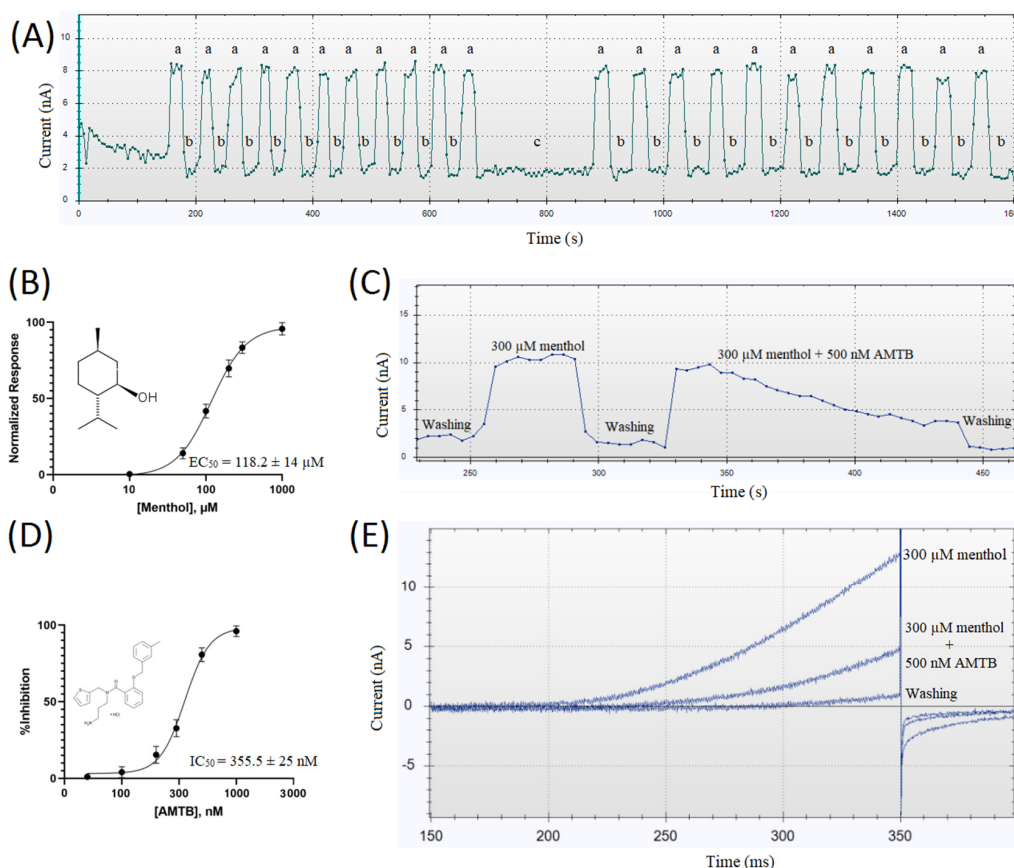 (A)
Current (nA)
10
8
6
4
2
0
a a a a a a a a a a a a a a a a a a a a a a
b b b b b b b b b b c b b b b b b b b b b b
0 200 400 600 800 1000 1200 1400 160
Time (s)
(B)
Normalized Response
100
50
0
OH
EC50 = 118.2 ± 14 µM
0 10 100 1000
[Menthol], µM
(C)
Current (nA)
15
10
5
0
300 µM menthol
300 µM menthol + 500 nM AMTB
Washing
Washing
Washing
250 300 350 400 450
Time (s)
(D)
%Inhibition
100
50
0
S
N
O
O
H₂N
•HCl
IC50 = 355.5 ± 25 nM
0 100 300 1000 3000
[AMTB], nM
(E)
Current (nA)
10
5
0
-5
300 µM menthol
300 µM menthol
+
500 nM AMTB
Washing
150 200 250 300 350
Time (ms)